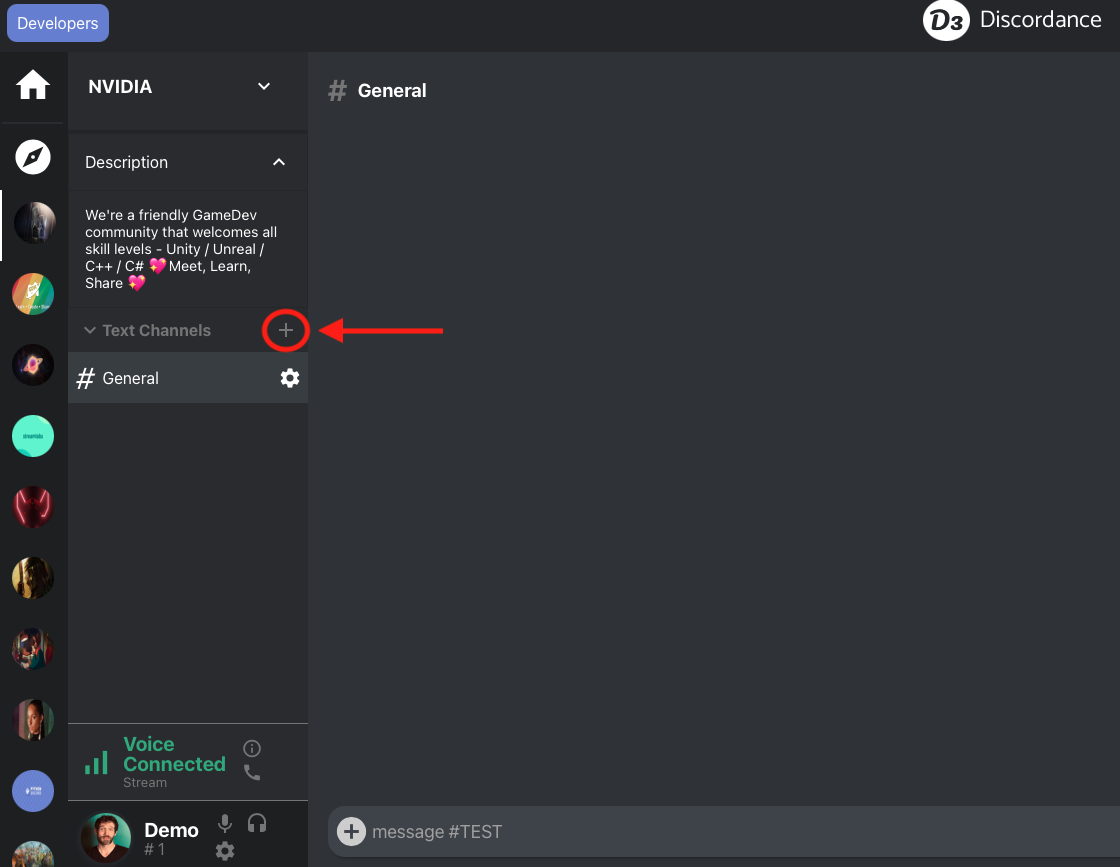 Developers
D3 Discordance
NVIDIA
# General
Description
We're a friendly GameDev
community that welcomes all
skill levels - Unity / Unreal /
C++ / C# 💖 Meet, Learn,
Share 💖
Text Channels
# General
Voice
Connected
Stream
Demo
# 1
message #TEST